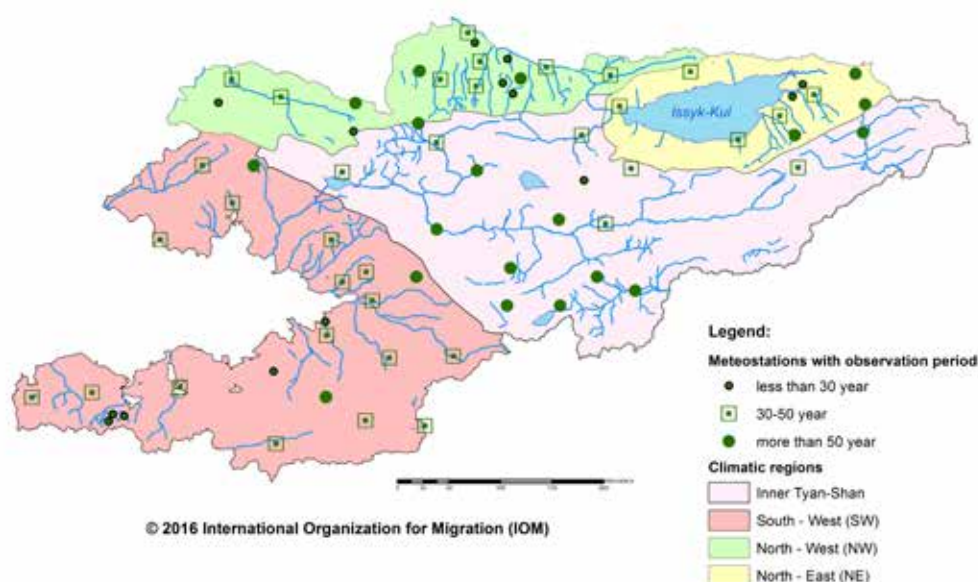 Issyk-Kul
Legend:
Meteostations with observation period
less than 30 year
30-50 year
more than 50 year
Climatic regions
Inner Tyan-Shan
South - West (SW)
North - West (NW)
North - East (NE)
© 2016 International Organization for Migration (IOM)